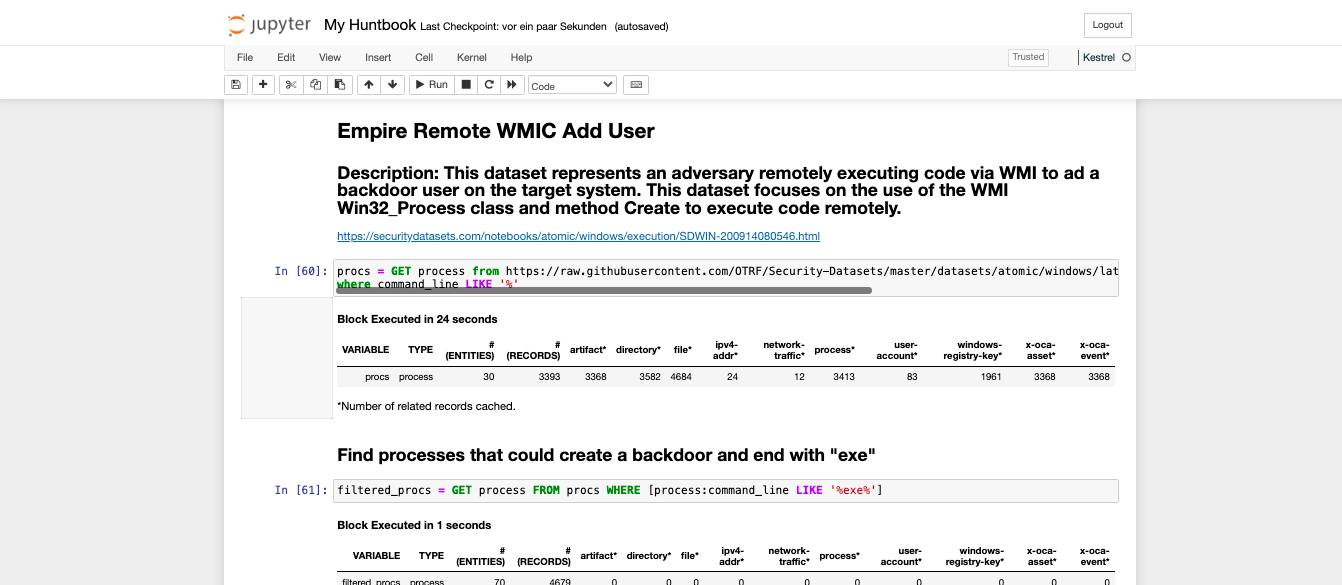 jupyter My Huntbook Last Checkpoint: vor ein paar Sekunden (autosaved) Logout
File Edit View Insert Cell Kernel Help Trusted Kestrel
Run Code
Empire Remote WMIC Add User
Description: This dataset represents an adversary remotely executing code via WMI to ad a
backdoor user on the target system. This dataset focuses on the use of the WMI
Win32_Process class and method Create to execute code remotely.
https://securitydatasets.com/notebooks/atomic/windows/execution/SDWIN-200914080546.html
In [60]: procs = GET process from https://raw.githubusercontent.com/OTRF/Security-Datasets/master/datasets/atomic/windows/lat
where command_line LIKE '%'
Block Executed in 24 seconds
VARIABLE TYPE # (ENTITIES) # (RECORDS) artifact* directory* file* ipv4-addr* network-traffic* process* user-account* windows-registry-key* x-oca-asset* x-oca-event*
procs process 30 3393 3368 3582 4684 24 12 3413 83 1961 3368 3368
*Number of related records cached.
Find processes that could create a backdoor and end with "exe"
In [61]: filtered_procs = GET process FROM procs WHERE [process:command_line LIKE '%exe%']
Block Executed in 1 seconds
VARIABLE TYPE # (ENTITIES) # (RECORDS) artifact* directory* file* ipv4-addr* network-traffic* process* user-account* windows-registry-key* x-oca-asset* x-oca-event*
filtered_procs process 70 4679 0 0 0 0 0 0 0 0 0 0